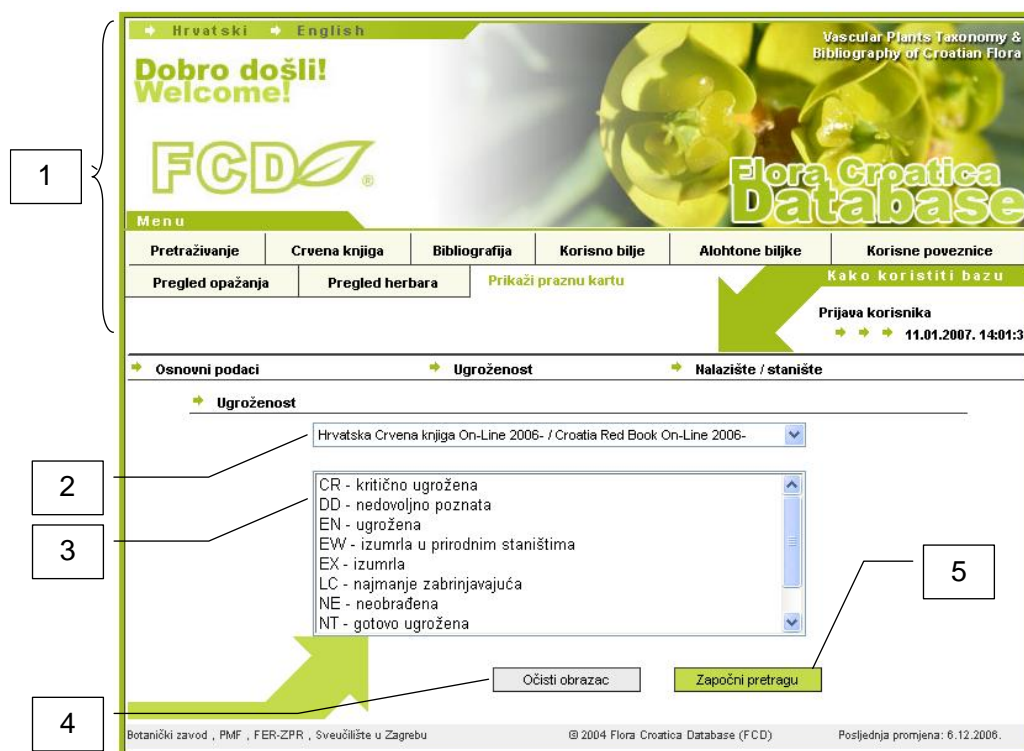 Hrvatski English
Vascular Plants Taxonomy &
Bibliography of Croatian Flora
Dobro došli!
Welcome!
1
FCD ®
Flora Croatica
Database
Menu
Pretraživanje Crvena knjiga Bibliografija Korisno bilje Alohtone biljke Korisne poveznice
Pregled opažanja Pregled herbara Prikaži praznu kartu Kako koristiti bazu
Prijava korisnika
11.01.2007. 14:01:3
Osnovni podaci Ugroženost Nalazište / stanište
Ugroženost
Hrvatska Crvena knjiga On-Line 2006- / Croatia Red Book On-Line 2006-
2
CR - kritično ugrožena
DD - nedovoljno poznata
EN - ugrožena
3
EW - izumrla u prirodnim staništima
EX - izumrla
5
LC - najmanje zabrinjavajuća
NE - neobrađena
NT - gotovo ugrožena
Očisti obrazac Započni pretragu
4
Botanički zavod , PMF , FER-ZPR , Sveučilište u Zagrebu @ 2004 Flora Croatica Database (FCD) Posljednja promjena: 6.12.2006.